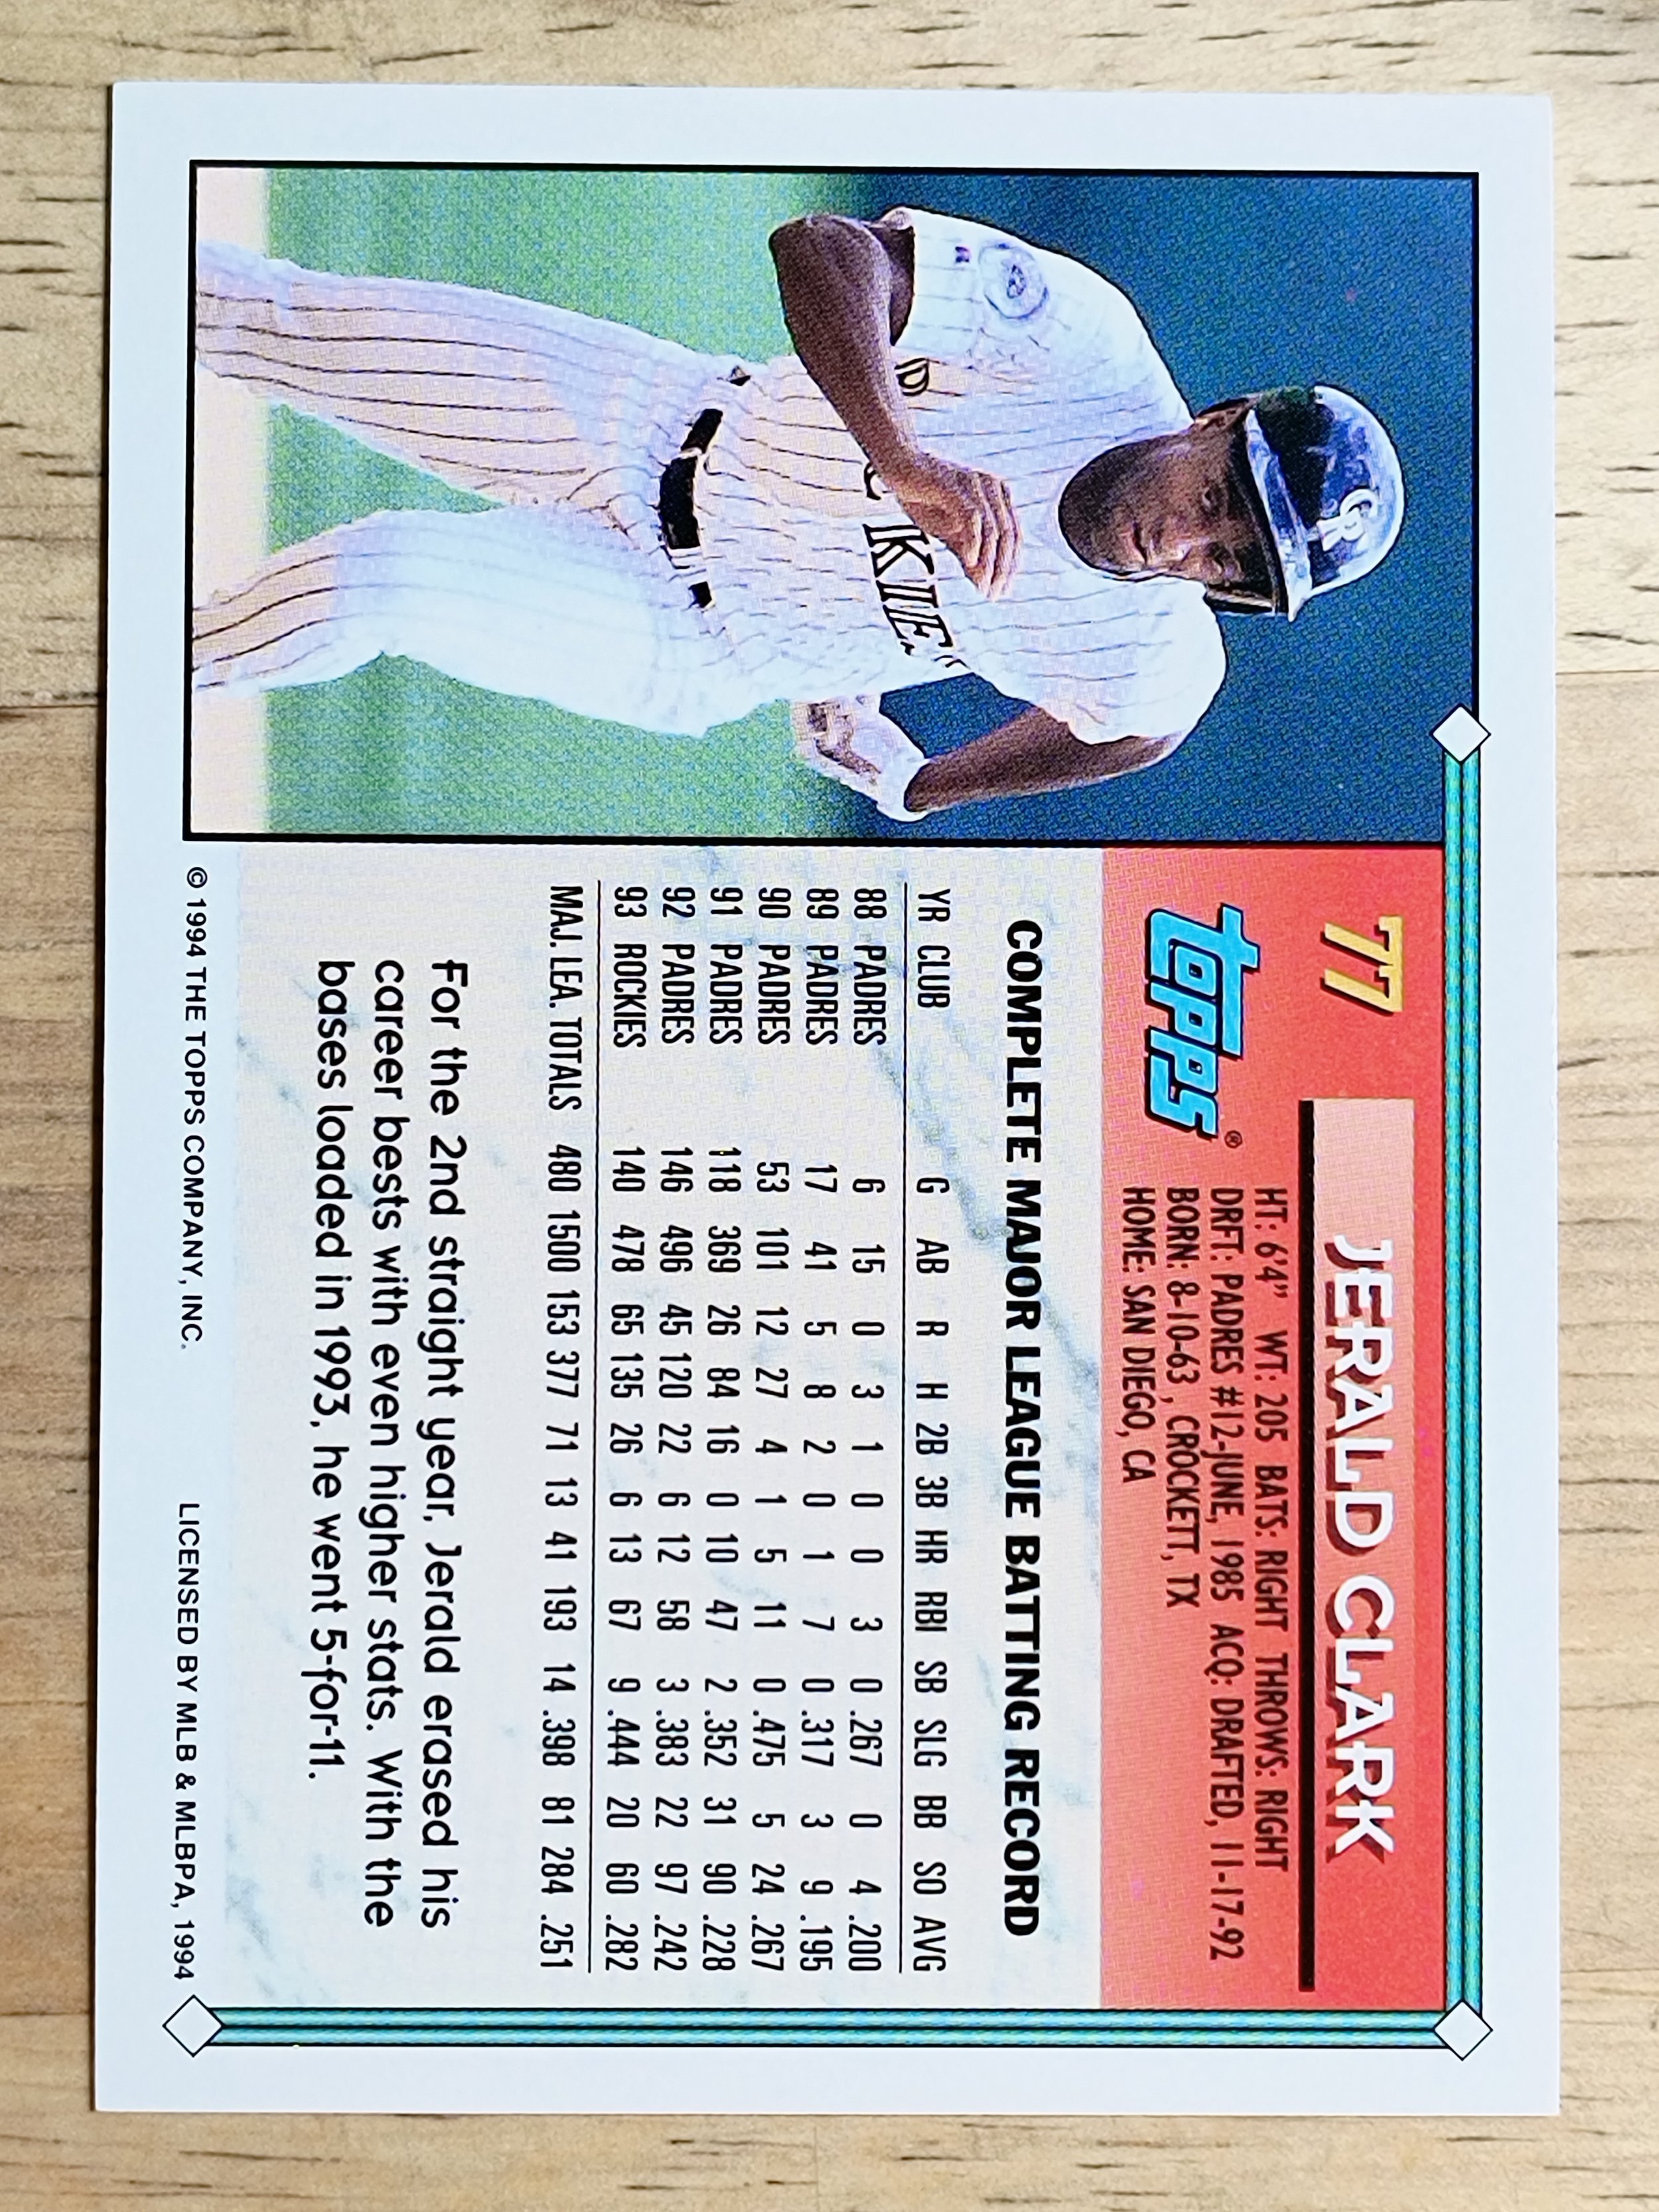 77
JERALD CLARK
topps®
HT: 6'4" WT: 205 BATS: RIGHT THROWS: RIGHT
DRFT: PADRES #12-JUNE, 1985 ACQ: DRAFTED, 11-17-92
BORN: 8-10-63, CROCKETT, TX
HOME: SAN DIEGO, CA
COMPLETE MAJOR LEAGUE BATTING RECORD
YR CLUB G AB R H 2B 3B HR RBI SB SLG BB SO AVG
88 PADRES 6 15 0 3 1 0 0 3 0 .267 0 4 .200
89 PADRES 17 41 5 8 2 0 1 7 0 .317 3 9 .195
90 PADRES 53 101 12 27 4 1 5 11 0 .475 5 24 .267
91 PADRES 118 369 26 84 16 0 10 47 2 .352 31 90 .228
92 PADRES 146 496 45 120 22 6 12 58 3 .383 22 97 .242
93 ROCKIES 140 478 65 135 26 6 13 67 9 .444 20 60 .282
MAJ. LEA. TOTALS 480 1500 153 377 71 13 41 193 14 .398 81 284 .251
For the 2nd straight year, Jerald erased his
career bests with even higher stats. With the
bases loaded in 1993, he went 5-for-11.
© 1994 THE TOPPS COMPANY, INC. LICENSED BY MLB & MLBPA, 1994
CR
KIE